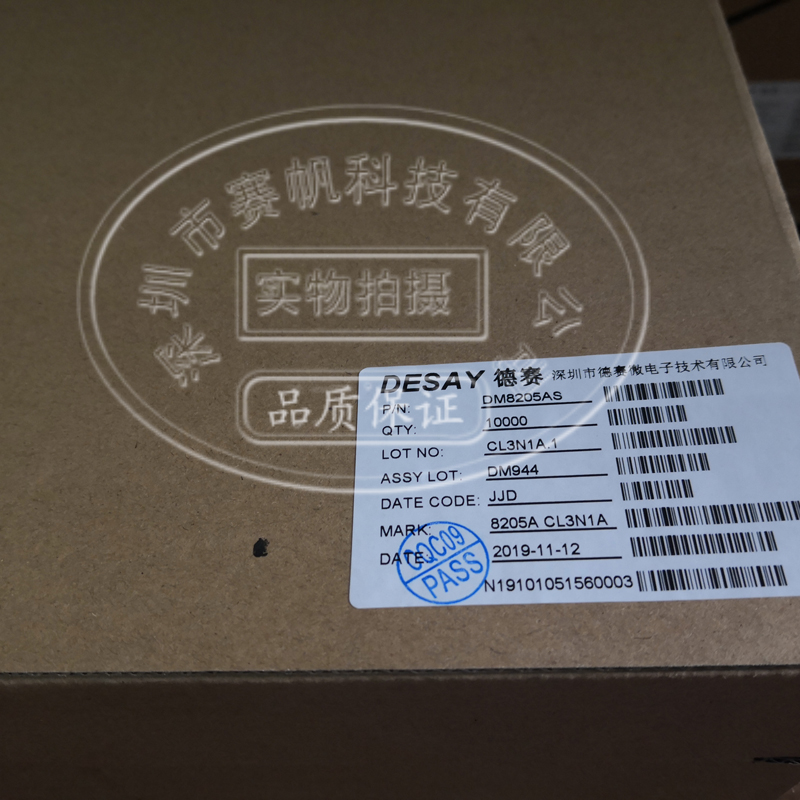 深圳市赛帆科技有限公司
实物拍摄
品质保证
DESAY 德赛 深圳市德赛微电子技术有限公司
P/N: DM8205AS
QTY: 10000
LOT NO: CL3N1A.1
ASSY LOT: DM944
DATE CODE: JJD
MARK: 8205A CL3N1A
DATE: 2019-11-12
N19101051560003
CQC09
PASS